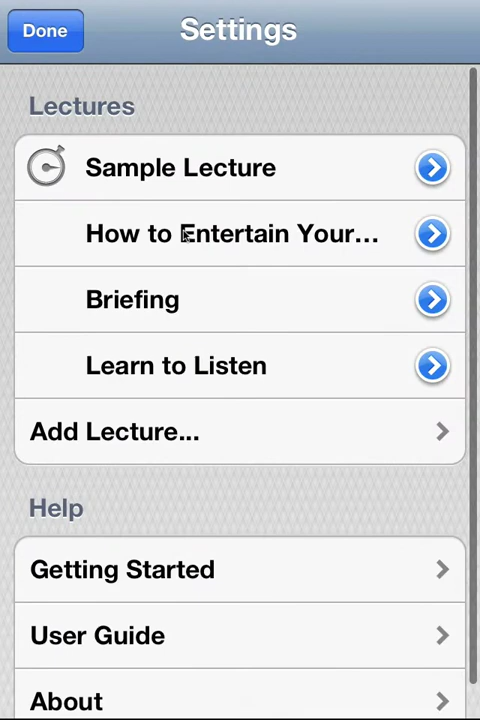 Done
Settings
Lectures
Sample Lecture
How to Entertain Your...
Briefing
Learn to Listen
Add Lecture...
Help
Getting Started
User Guide
About